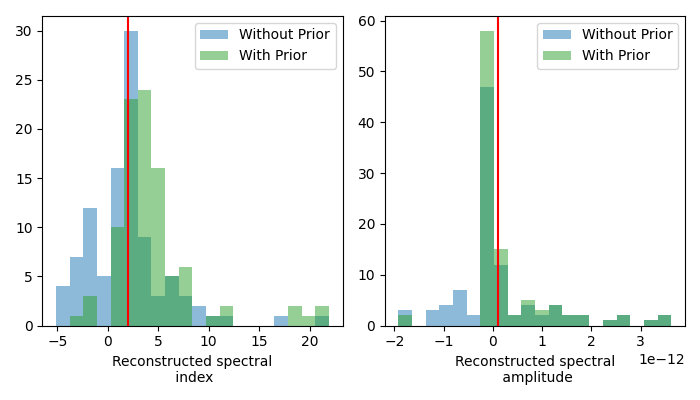 30
25
20
15
10
5
0
Without Prior
With Prior
−5
0
5
10
15
20
Reconstructed spectral
index
60
50
40
30
20
10
0
Without Prior
With Prior
−2
−1
0
1
2
3
1e−12
Reconstructed spectral
amplitude